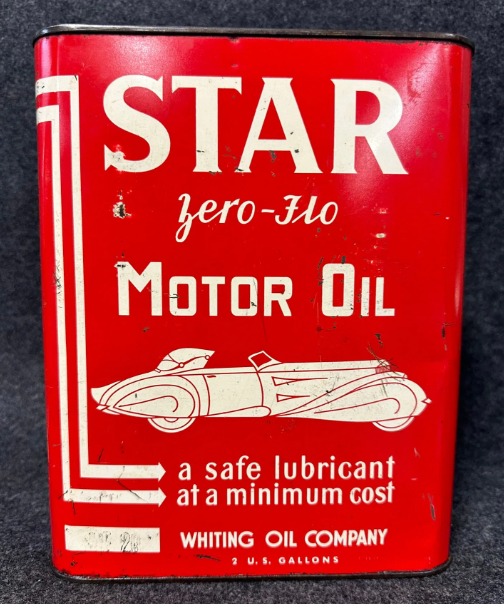 STAR
Zero-Flo
MOTOR OIL
a safe lubricant
at a minimum cost
WHITING OIL COMPANY
2 U.S. GALLONS